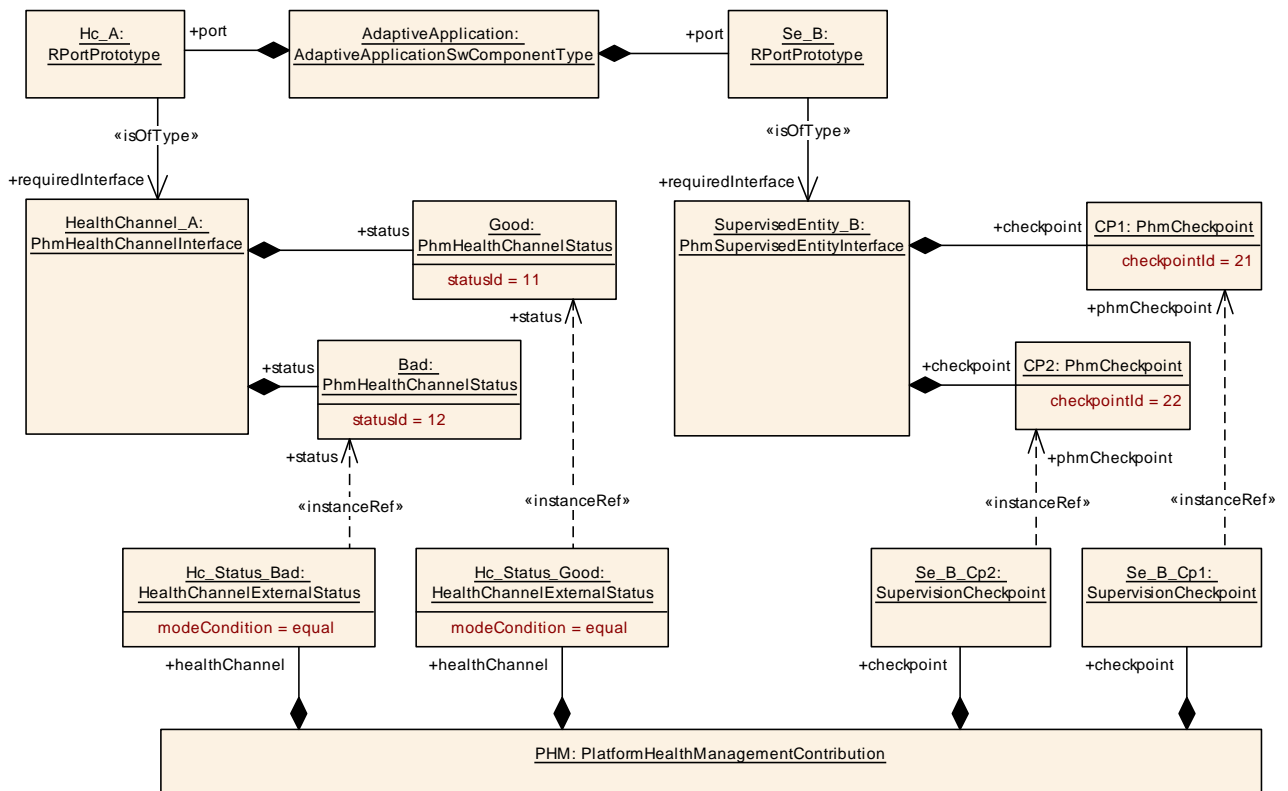 Hc_A:
RPortPrototype
+port
AdaptiveApplication:
AdaptiveApplicationSwComponentType
+port
Se_B:
RPortPrototype
«isOfType»
«isOfType»
+requiredInterface
+requiredInterface
HealthChannel_A:
PhmHealthChannelInterface
+status
Good:
PhmHealthChannelStatus
statusId = 11
SupervisedEntity_B:
PhmSupervisedEntityInterface
+checkpoint
CP1: PhmCheckpoint
checkpointId = 21
+status
+phmCheckpoint
+status
Bad:
PhmHealthChannelStatus
statusId = 12
+checkpoint
CP2: PhmCheckpoint
checkpointId = 22
+status
+phmCheckpoint
«instanceRef»
«instanceRef»
«instanceRef»
«instanceRef»
Hc_Status_Bad:
HealthChannelExternalStatus
modeCondition = equal
Hc_Status_Good:
HealthChannelExternalStatus
modeCondition = equal
Se_B_Cp2:
SupervisionCheckpoint
Se_B_Cp1:
SupervisionCheckpoint
+healthChannel
+healthChannel
+checkpoint
+checkpoint
PHM: PlatformHealthManagementContribution